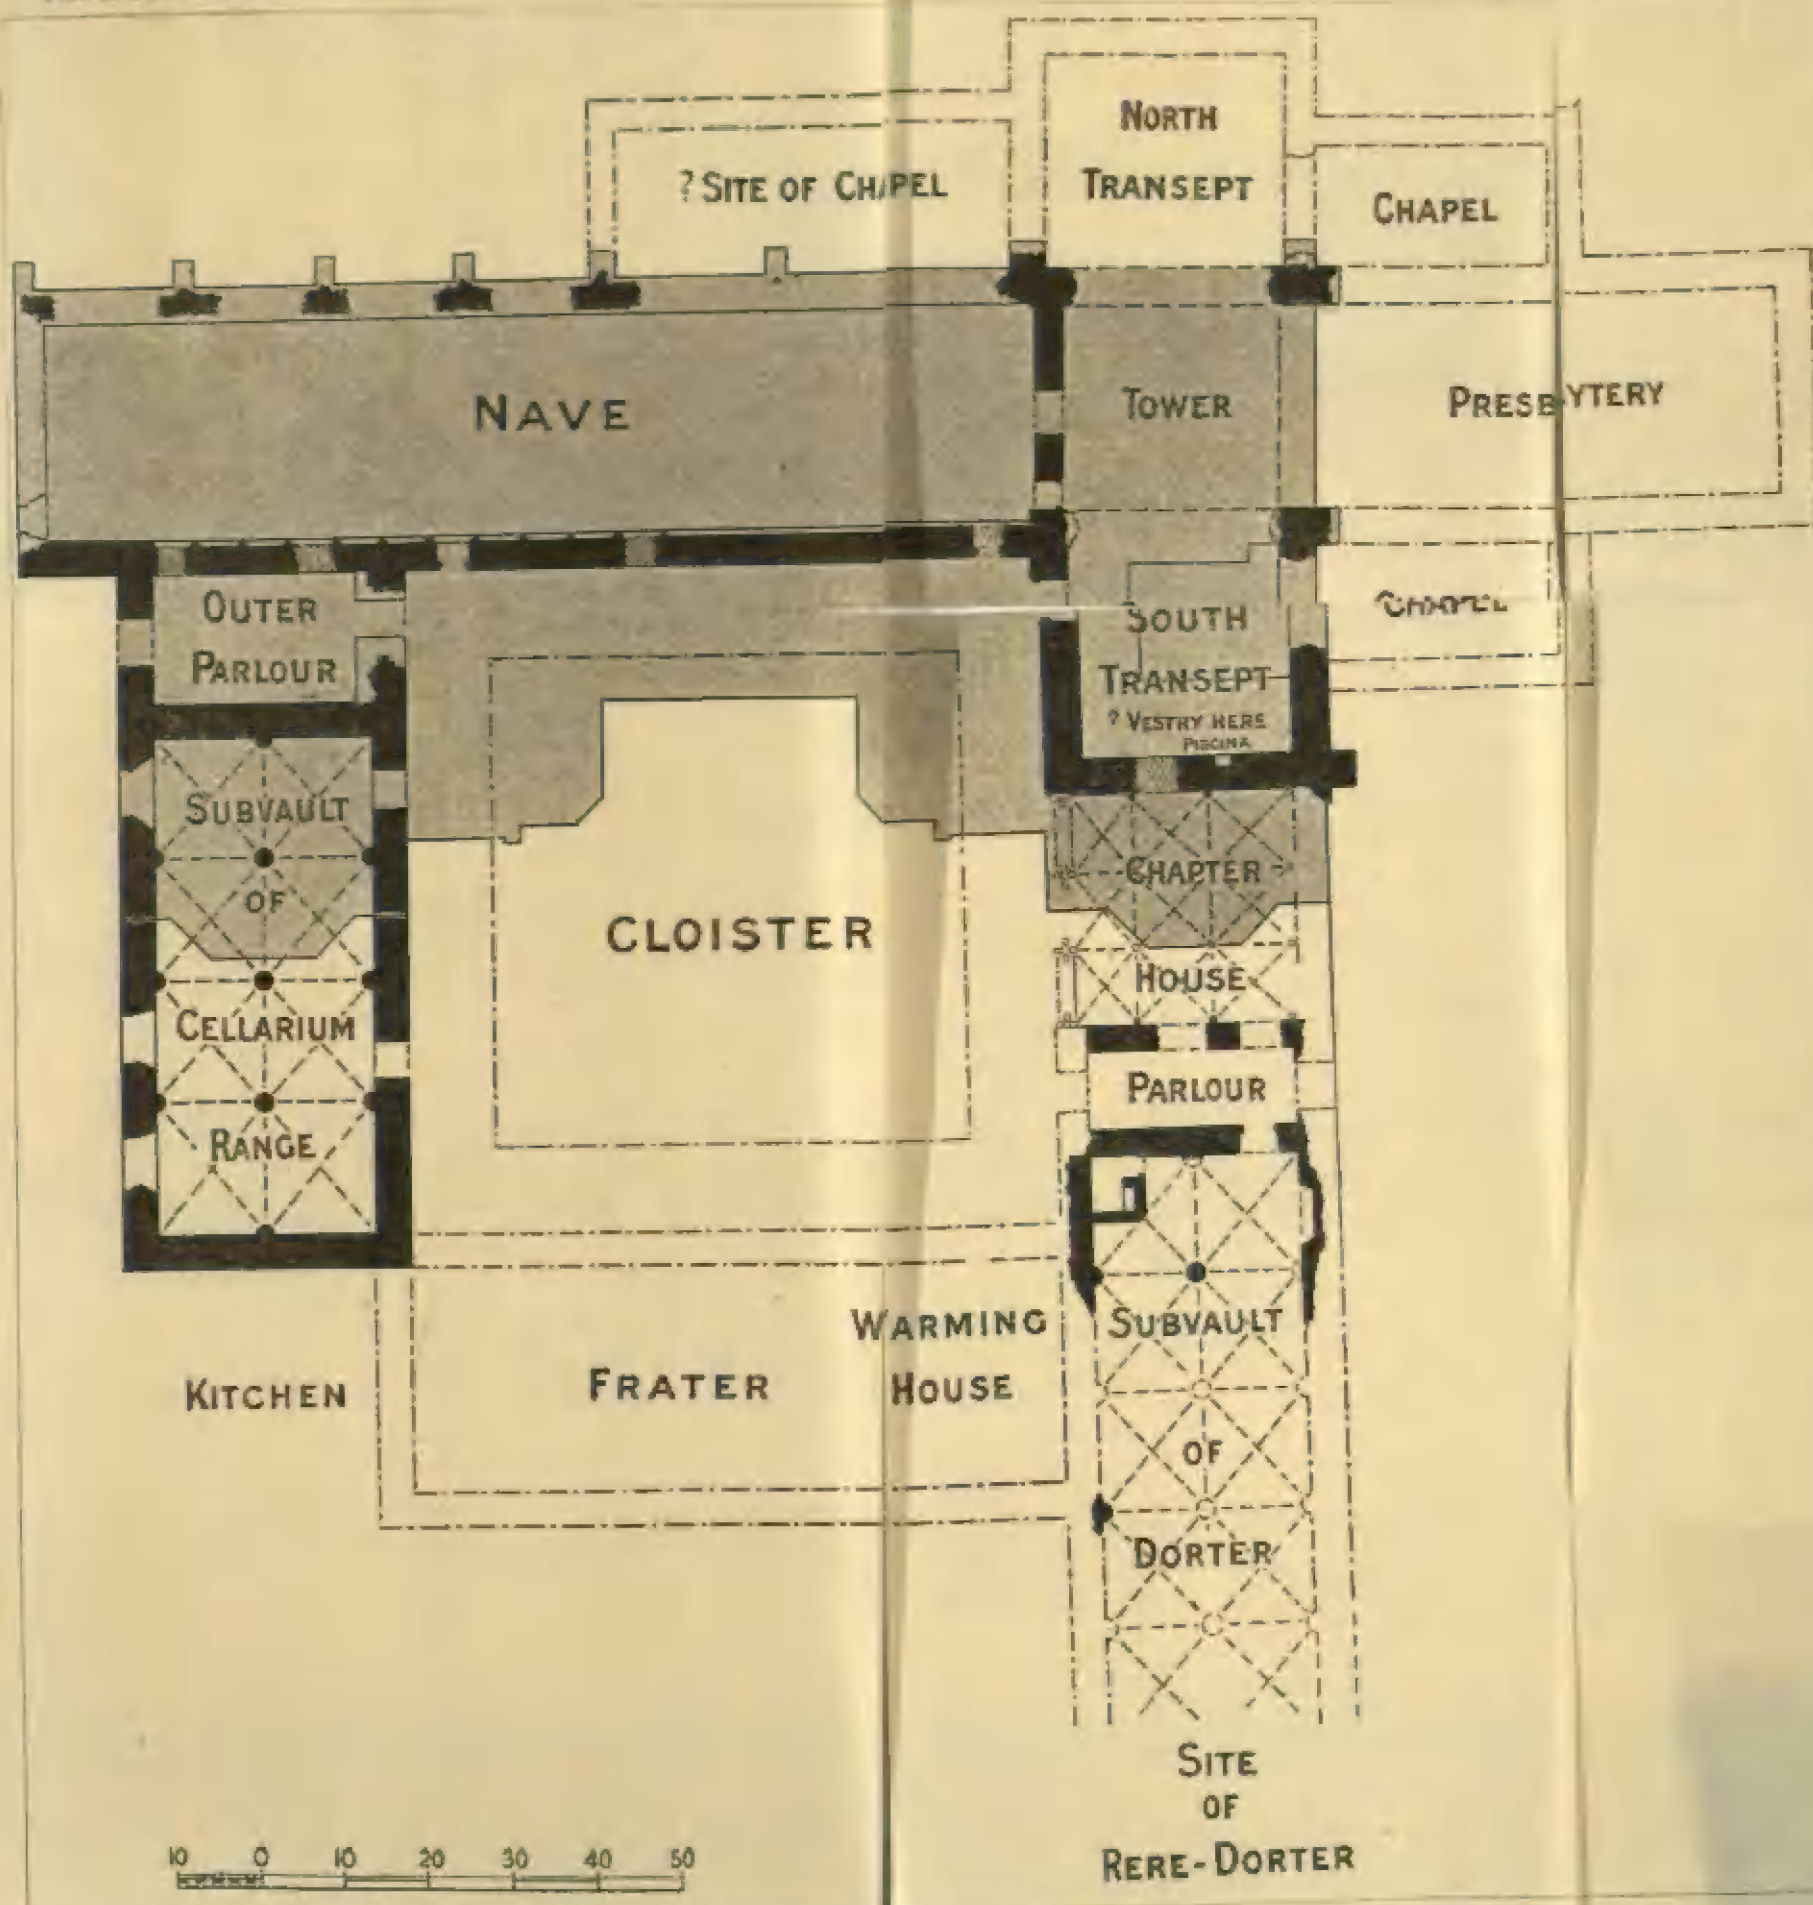 NORTH
TRANSEPT
? SITE OF CHAPEL
CHAPEL
NAVE
TOWER
PRESBYTERY
OUTER
PARLOUR
SOUTH
TRANSEPT
? VESTRY HERE
PISCINA
SUBVAULT
OF
CELLARIUM
RANGE
CLOISTER
CHAPTER
HOUSE
PARLOUR
WARMING
HOUSE
FRATER
KITCHEN
SUBVAULT
OF
DORTER
SITE
OF
RERE-DORTER
10 0 10 20 30 40 50